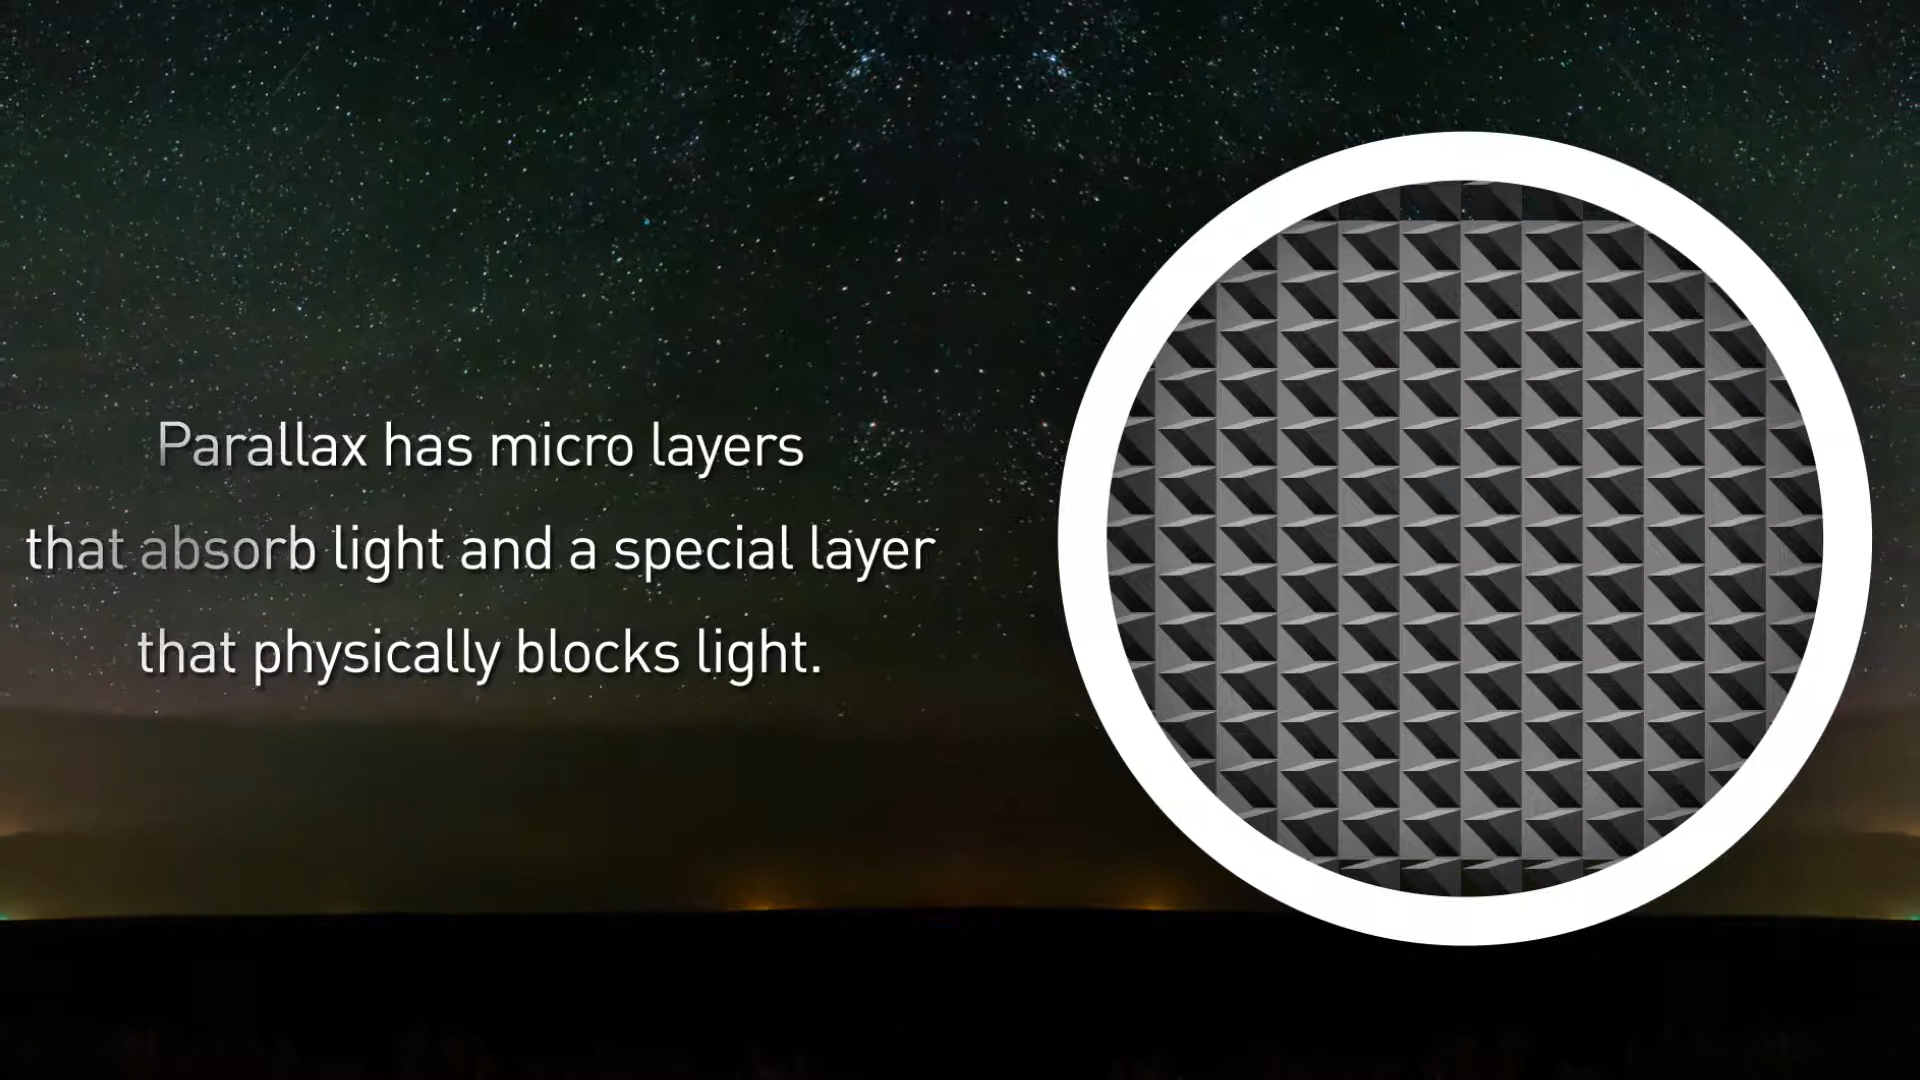 Parallax has micro layers
that absorb light and a special layer
that physically blocks light.